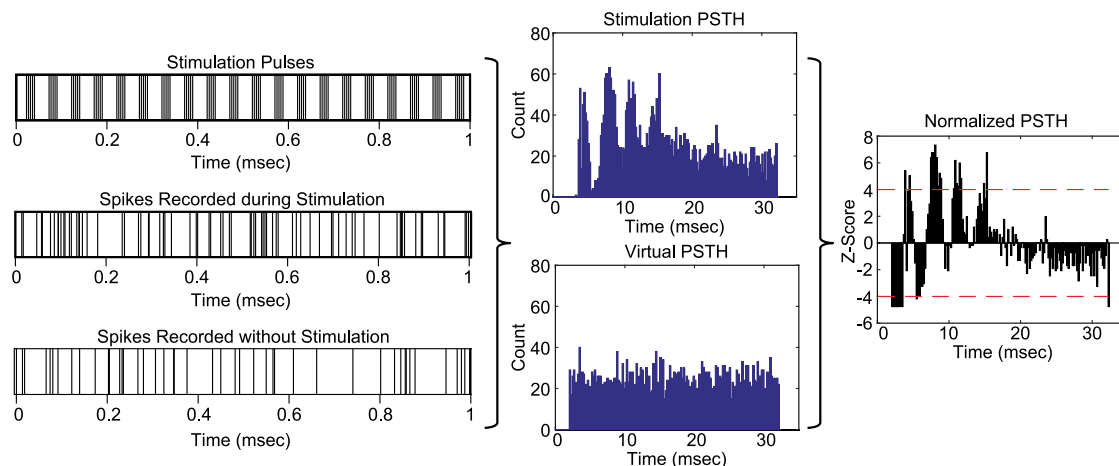 Stimulation Pulses
0 0.2 0.4 0.6 0.8 1
Time (msec)
Spikes Recorded during Stimulation
0 0.2 0.4 0.6 0.8 1
Time (msec)
Spikes Recorded without Stimulation
0 0.2 0.4 0.6 0.8 1
Time (msec)
Stimulation PSTH
Count
80
60
40
20
0
0 10 20 30
Time (msec)
Virtual PSTH
Count
80
60
40
20
0
0 10 20 30
Time (msec)
Normalized PSTH
Z-Score
8
6
4
2
0
-2
-4
-6
0 10 20 30
Time (msec)